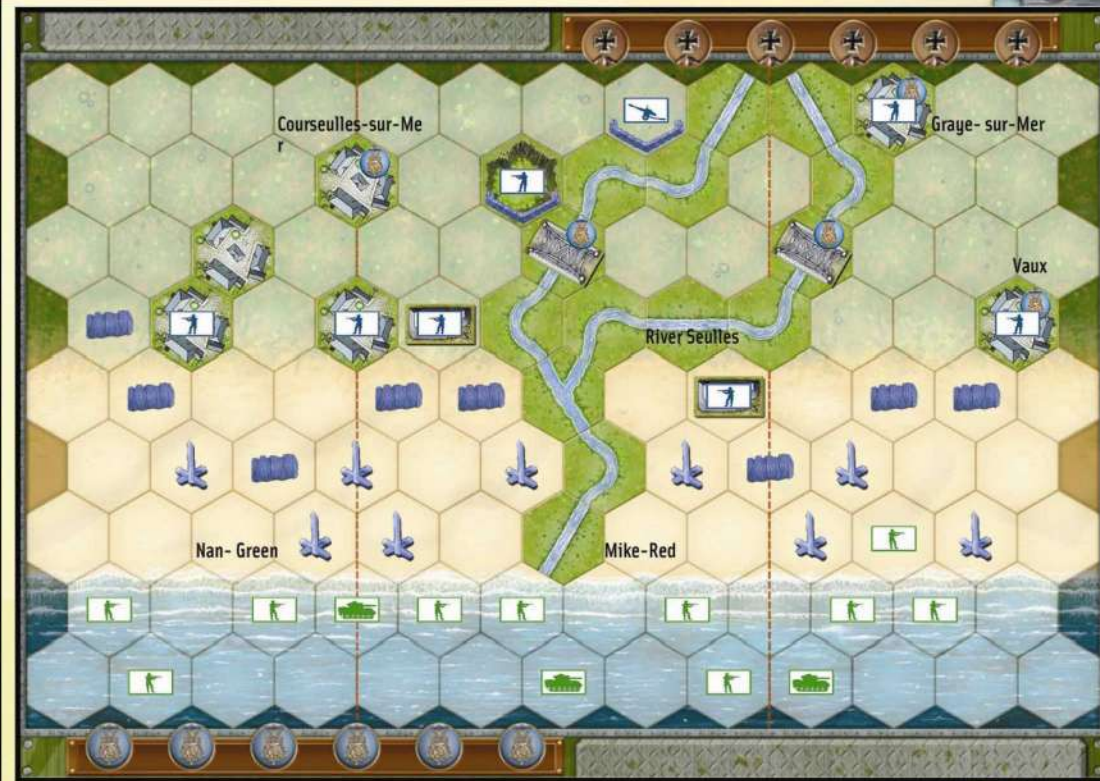 Courseulles-sur-Me
r
Graye- sur-Mer
Vaux
River Seulles
Nan- Green
Mike-Red